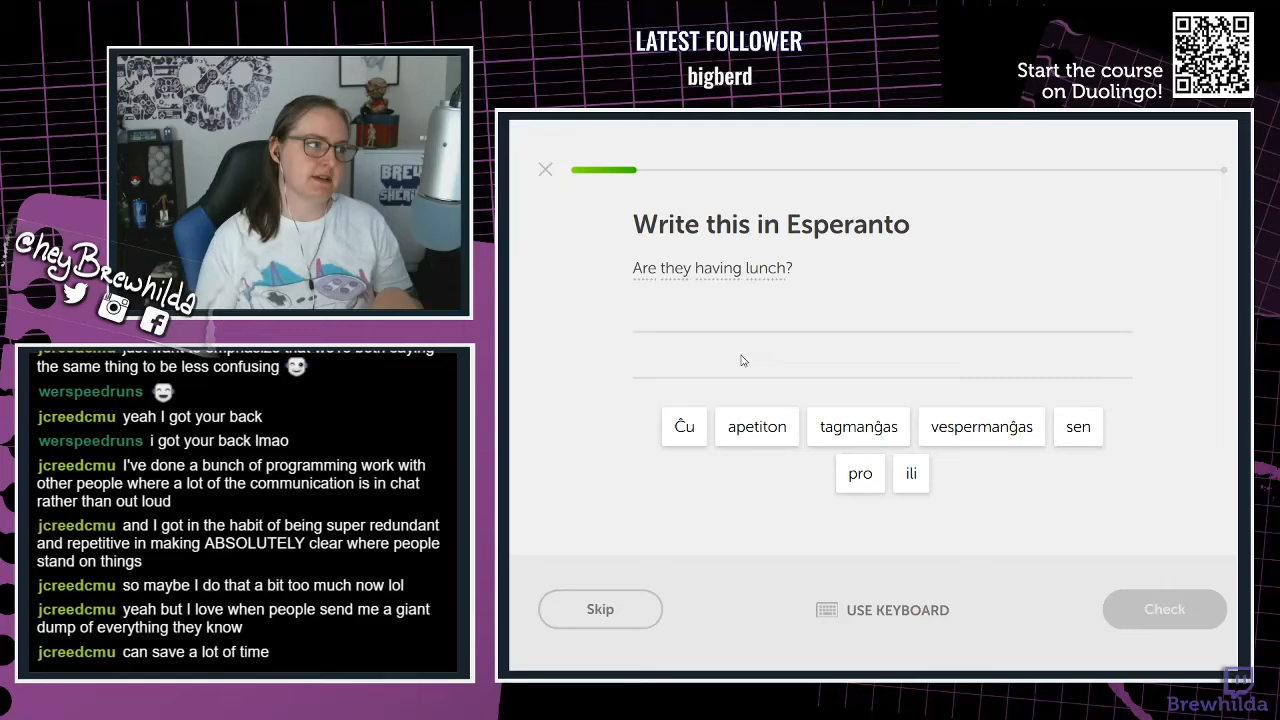 LATEST FOLLOWER
bigberd
Start the course
on Duolingo!
BREW
@heyBrewhilda
Write this in Esperanto
Are they having lunch?
Ĉu
apetiton
tagmanĝas
vespermanĝas
sen
pro
ili
Skip
USE KEYBOARD
Check
the same thing to be less confusing
werspeedruns
jcreedcmu yeah I got your back
werspeedruns i got your back lmao
jcreedcmu I've done a bunch of programming work with
other people where a lot of the communication is in chat
rather than out loud
jcreedcmu and I got in the habit of being super redundant
and repetitive in making ABSOLUTELY clear where people
stand on things
jcreedcmu so maybe I do that a bit too much now lol
jcreedcmu yeah but I love when people send me a giant
dump of everything they know
jcreedcmu can save a lot of time
Brewhilda